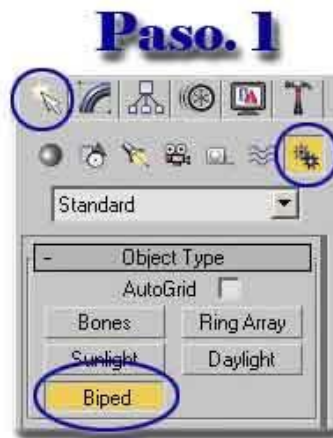 Paso. 1
Standard
- Object Type
AutoGrid
Bones Ring Array
Sunlight Daylight
Biped